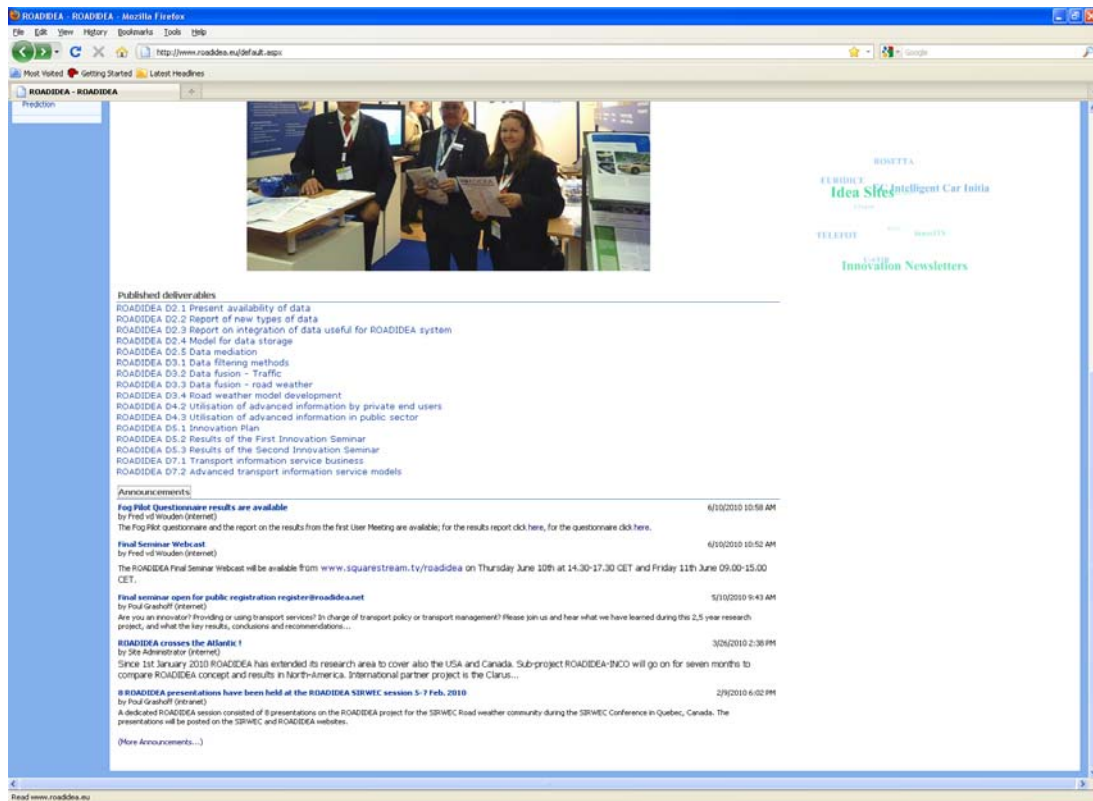 ROADIDEA - ROADIDEA - Mozilla Firefox
File Edit View History Bookmarks Tools Help
http://www.roadidea.eu/default.aspx
Google
Most Visited Getting Started Latest Headlines
ROADIDEA - ROADIDEA
Prediction
ROSETTA
EURIDICE
Intelligent Car Initia
Idea Sites
TELEFOT
Innovation Newsletters
Published deliverables
ROADIDEA D2.1 Present availability of data
ROADIDEA D2.2 Report of new types of data
ROADIDEA D2.3 Report on integration of data useful for ROADIDEA system
ROADIDEA D2.4 Model for data storage
ROADIDEA D2.5 Data mediation
ROADIDEA D3.1 Data filtering methods
ROADIDEA D3.2 Data fusion - Traffic
ROADIDEA D3.3 Data fusion - road weather
ROADIDEA D3.4 Road weather model development
ROADIDEA D4.2 Utilisation of advanced information by private end users
ROADIDEA D4.3 Utilisation of advanced information in public sector
ROADIDEA D5.1 Innovation Plan
ROADIDEA D5.2 Results of the First Innovation Seminar
ROADIDEA D5.3 Results of the Second Innovation Seminar
ROADIDEA D7.1 Transport information service business
ROADIDEA D7.2 Advanced transport information service models
Announcements
Fog Pilot Questionnaire results are available 6/10/2010 10:58 AM
by Fred vd Wouden (internet)
The Fog Pilot questionnaire and the report on the results from the first User Meeting are available; for the results report click here, for the questionnaire click here.
Final Seminar Webcast 6/10/2010 10:52 AM
by Fred vd Wouden (internet)
The ROADIDEA Final Seminar Webcast will be available from www.squarestream.tv/roadidea on Thursday June 10th at 14.30-17.30 CET and Friday 11th June 09.00-15.00
CET.
Final seminar open for public registration register@roadidea.net 5/10/2010 9:43 AM
by Poul Grashoff (internet)
Are you an innovator? Providing or using transport services? In charge of transport policy or transport management? Please join us and hear what we have learned during this 2,5 year research
project, and what the key results, conclusions and recommendations...
ROADIDEA crosses the Atlantic ! 3/26/2010 2:38 PM
by Site Administrator (internet)
Since 1st January 2010 ROADIDEA has extended its research area to cover also the USA and Canada. Sub-project ROADIDEA-INCO will go on for seven months to
compare ROADIDEA concept and results in North-America. International partner project is the Clarus...
8 ROADIDEA presentations have been held at the ROADIDEA SIRWEC session 5-7 Feb. 2010 2/9/2010 6:02 PM
by Poul Grashoff (intranet)
A dedicated ROADIDEA session consisted of 8 presentations on the ROADIDEA project for the SIRWEC Road weather community during the SIRWEC Conference in Quebec, Canada. The
presentations will be posted on the SIRWEC and ROADIDEA websites.
(More Announcements...)
Read www.roadidea.eu